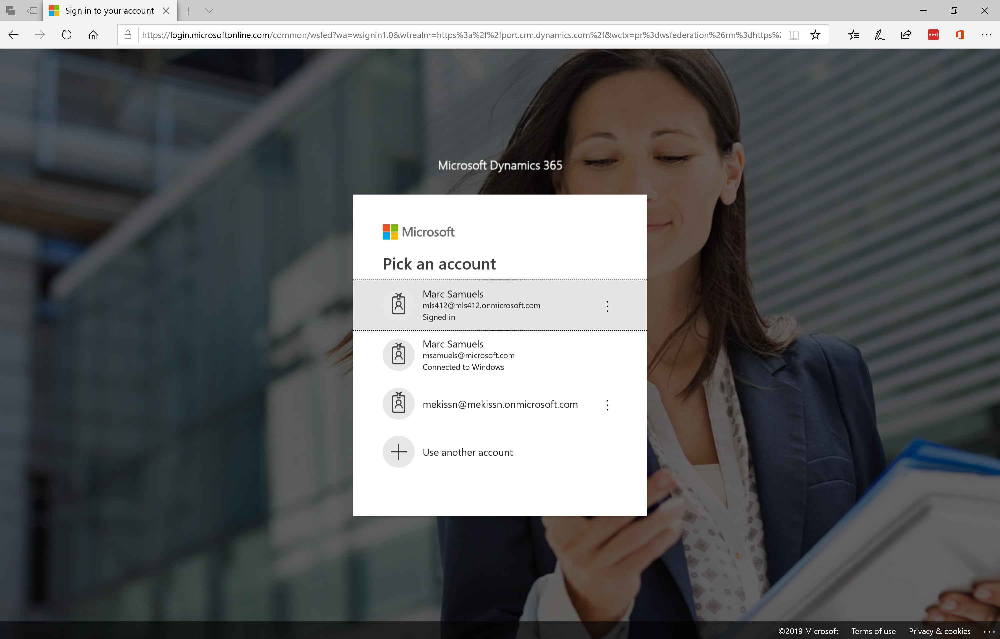 Sign in to your account
https://login.microsoftonline.com/common/wsfed?wa=wsignin1.0&wtrealm=https%3a%2f%2fport.crm.dynamics.com%2f&wctx=pr%3dwsfederation%26rm%3dhttps%2
Microsoft Dynamics 365
Microsoft
Pick an account
Marc Samuels
mls412@mls412.onmicrosoft.com
Signed in
Marc Samuels
msamuels@microsoft.com
Connected to Windows
mekissn@mekissn.onmicrosoft.com
Use another account
©2019 Microsoft Terms of use Privacy & cookies